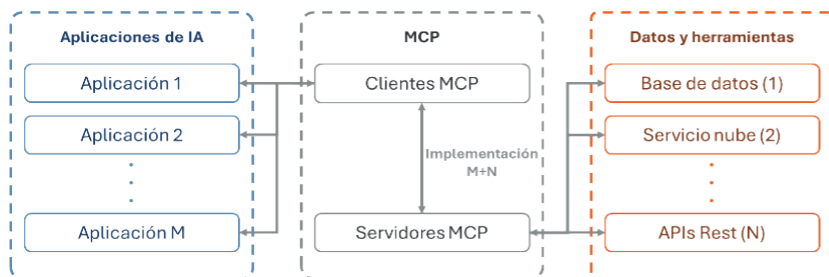 Aplicaciones de IA
Aplicación 1
Aplicación 2
Aplicación M
MCP
Clientes MCP
Implementación
M+N
Servidores MCP
Datos y herramientas
Base de datos (1)
Servicio nube (2)
APIs Rest (N)